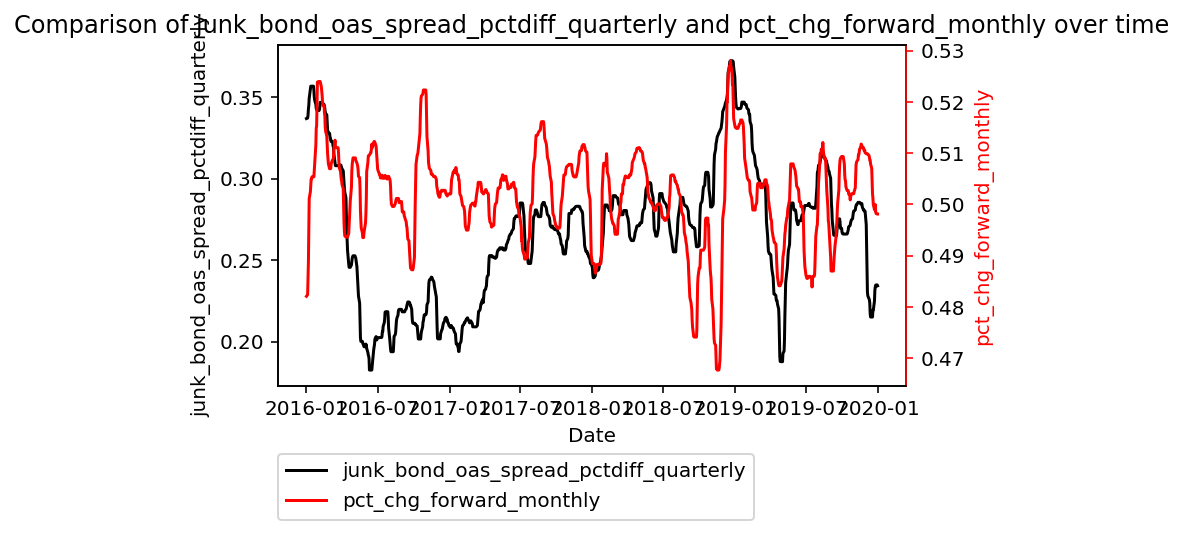 Comparison of junk_bond_oas_spread_pctdiff_quarterly and pct_chg_forward_monthly over time
junk_bond_oas_spread_pctdiff_quarterly
0.35
0.30
0.25
0.20
0.53
0.52
0.51
0.50
0.49
0.48
0.47
pct_chg_forward_monthly
2016-01 2016-07 2017-01 2017-07 2018-01 2018-07 2019-01 2019-07 2020-01
Date
junk_bond_oas_spread_pctdiff_quarterly
pct_chg_forward_monthly